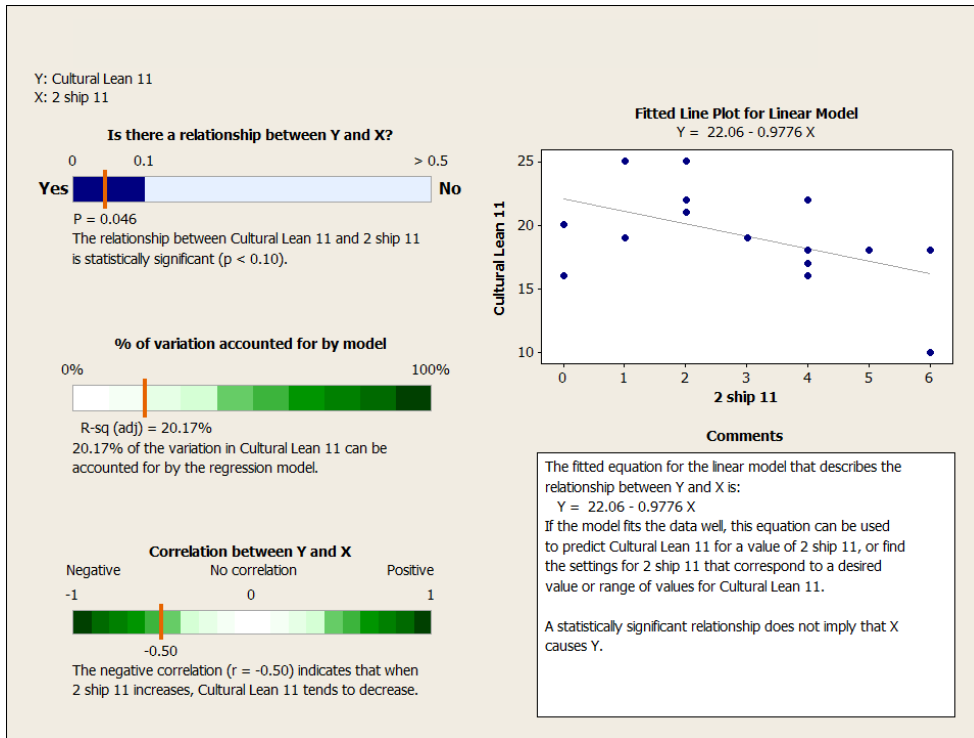 Y: Cultural Lean 11
X: 2 ship 11
Is there a relationship between Y and X?
0 0.1 > 0.5
Yes No
P = 0.046
The relationship between Cultural Lean 11 and 2 ship 11
is statistically significant (p < 0.10).
% of variation accounted for by model
0% 100%
R-sq (adj) = 20.17%
20.17% of the variation in Cultural Lean 11 can be
accounted for by the regression model.
Correlation between Y and X
Negative No correlation Positive
-1 0 1
-0.50
The negative correlation (r = -0.50) indicates that when
2 ship 11 increases, Cultural Lean 11 tends to decrease.
Fitted Line Plot for Linear Model
Y = 22.06 - 0.9776 X
25
20
15
10
Cultural Lean 11
0 1 2 3 4 5 6
2 ship 11
Comments
The fitted equation for the linear model that describes the
relationship between Y and X is:
Y = 22.06 - 0.9776 X
If the model fits the data well, this equation can be used
to predict Cultural Lean 11 for a value of 2 ship 11, or find
the settings for 2 ship 11 that correspond to a desired
value or range of values for Cultural Lean 11.
A statistically significant relationship does not imply that X
causes Y.